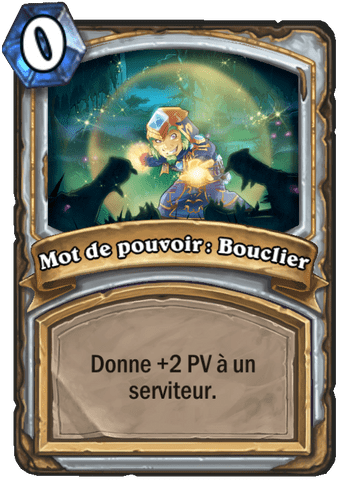 0
Mot de pouvoir : Bouclier
Donne +2 PV à un
serviteur.